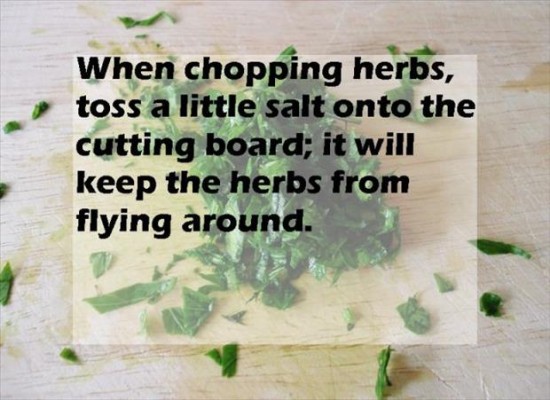 When chopping herbs,
toss a little salt onto the
cutting board; it will
keep the herbs from
flying around.